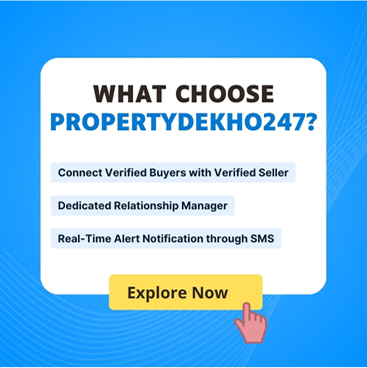 WHAT CHOOSE
PROPERTYDEKHO247?
Connect Verified Buyers with Verified Seller
Dedicated Relationship Manager
Real-Time Alert Notification through SMS
Explore Now